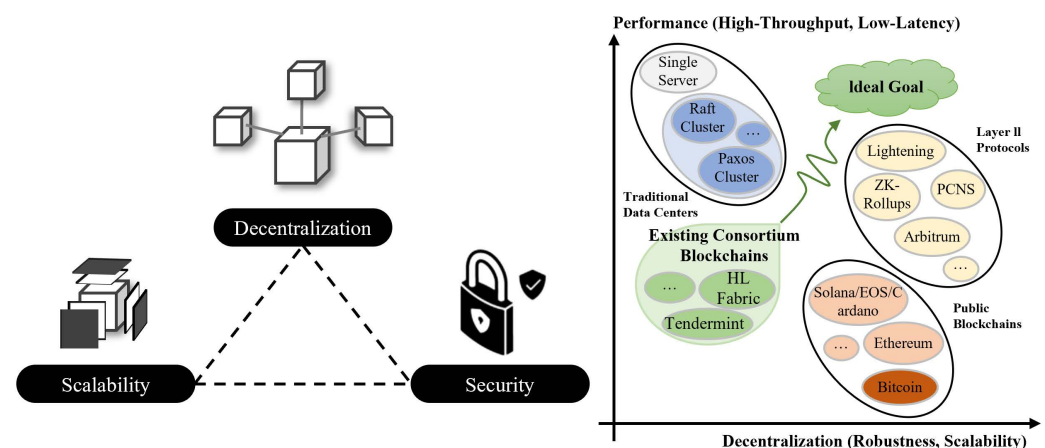 Decentralization
Scalability
Security
Performance (High-Throughput, Low-Latency)
Single
Server
Raft
Cluster
...
Paxos
Cluster
Traditional
Data Centers
Ideal Goal
Layer ll
Protocols
Lightening
ZK-
Rollups
PCNS
Arbitrum
...
Existing Consortium
Blockchains
...
HL
Fabric
Tendermint
Solana/EOS/C
ardano
Public
Blockchains
...
Ethereum
Bitcoin
Decentralization (Robustness, Scalability)